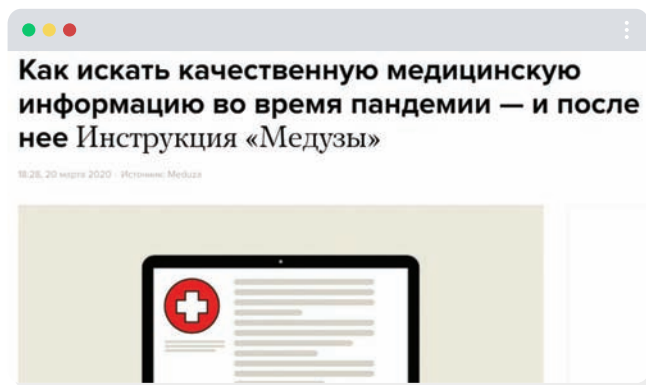 Как искать качественную медицинскую
информацию во время пандемии — и после
нее Инструкция «Медузы»
18:28, 20 марта 2020 · Источник: Meduza